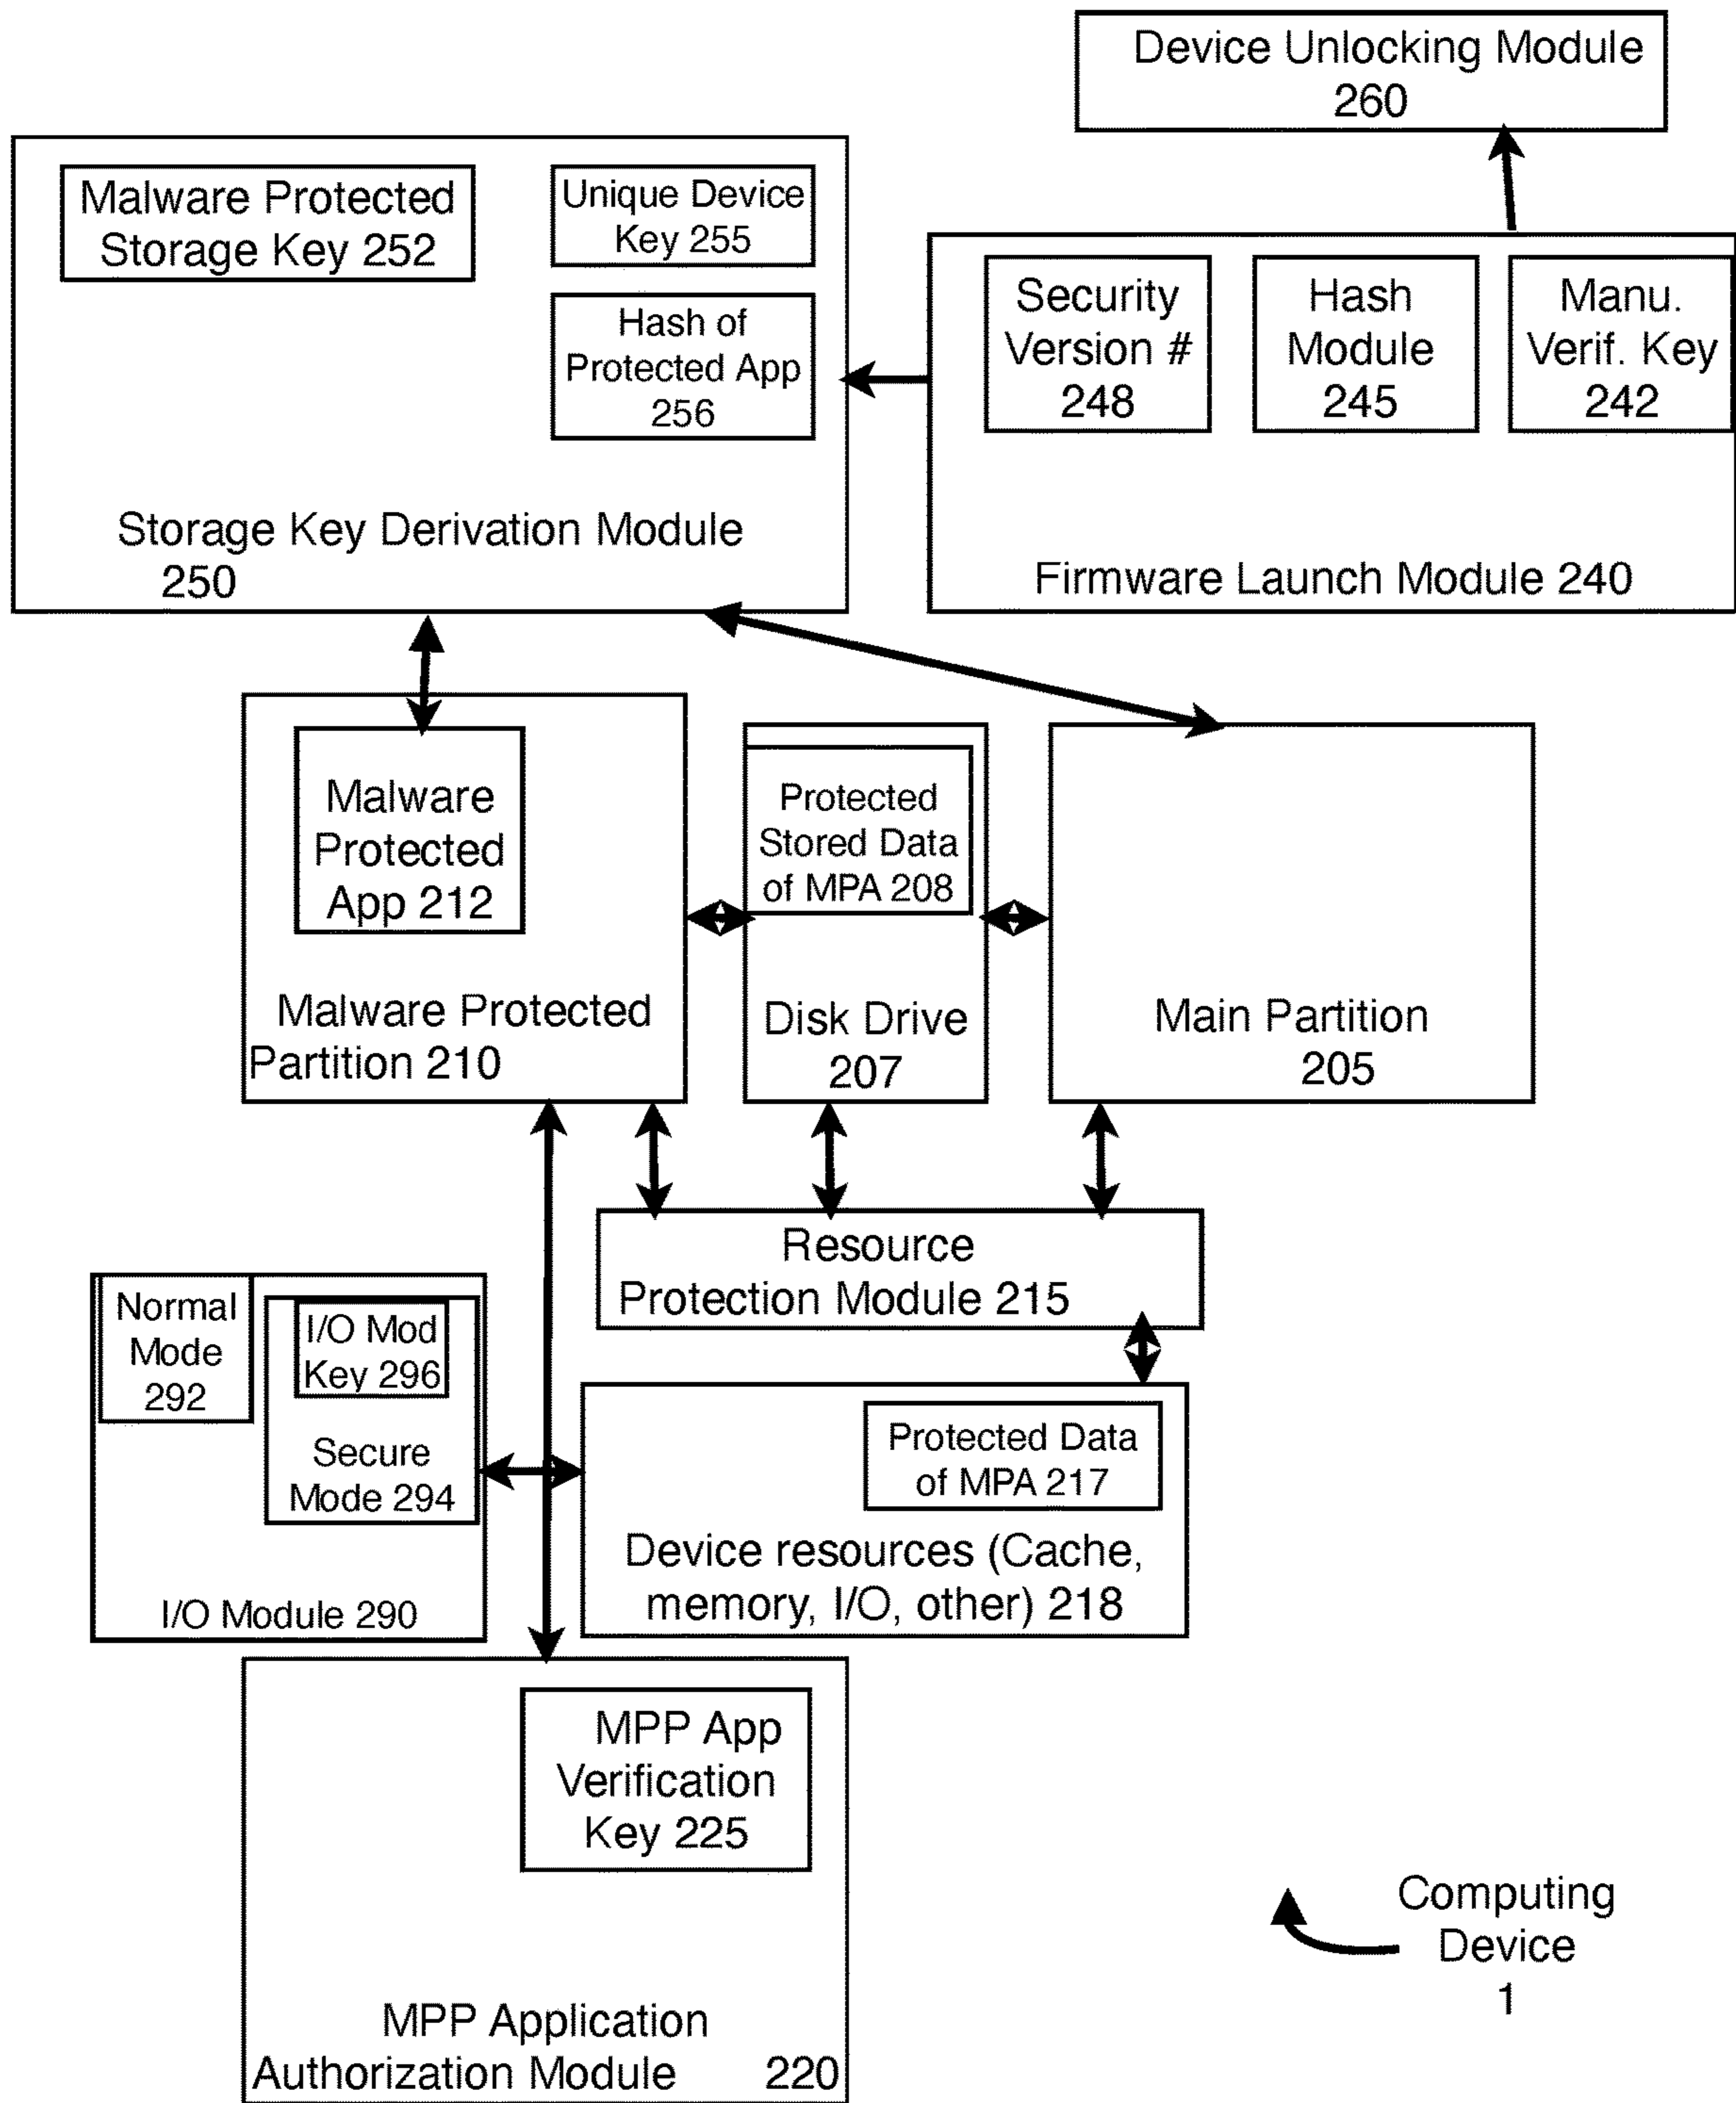 Device Unlocking Module
260
Malware Protected
Storage Key 252
Unique Device
Key 255
Hash of
Protected App
256
Storage Key Derivation Module
250
Security
Version #
248
Hash
Module
245
Manu.
Verif. Key
242
Firmware Launch Module 240
Malware
Protected
App 212
Malware Protected
Partition 210
Protected
Stored Data
of MPA 208
Disk Drive
207
Main Partition
205
Resource
Protection Module 215
Normal
Mode
292
I/O Mod
Key 296
Secure
Mode 294
I/O Module 290
Protected Data
of MPA 217
Device resources (Cache,
memory, I/O, other) 218
MPP App
Verification
Key 225
MPP Application
Authorization Module 220
Computing
Device
1